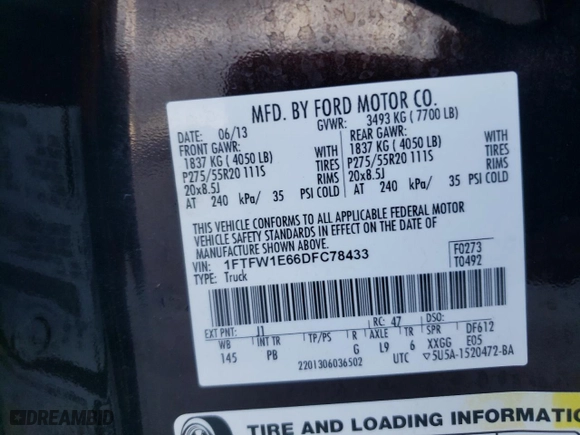 MFD. BY FORD MOTOR CO.
DATE: 06/13 GVWR: 3493 KG (7700 LB)
FRONT GAWR: REAR GAWR:
1837 KG (4050 LB) WITH 1837 KG (4050 LB) WITH
P275/55R20 111S TIRES P275/55R20 111S TIRES
20x8.5J RIMS 20x8.5J RIMS
AT 240 kPa/ 35 PSI COLD AT 240 kPa/ 35 PSI COLD
THIS VEHICLE CONFORMS TO ALL APPLICABLE FEDERAL MOTOR
VEHICLE SAFETY STANDARDS IN EFFECT ON THE DATE OF
MANUFACTURE SHOWN ABOVE.
VIN: 1FTFW1E66DFC78433 F0273
TYPE: Truck T0492
EXT PNT: J1 RC: 47 DSO:
WB INT TR TP/PS R AXLE TR SPR DF612
145 PB G L9 6 XXGG E05
2201306036502 UTC 5U5A-1520472-BA
TIRE AND LOADING INFORMATION
DREAMBID